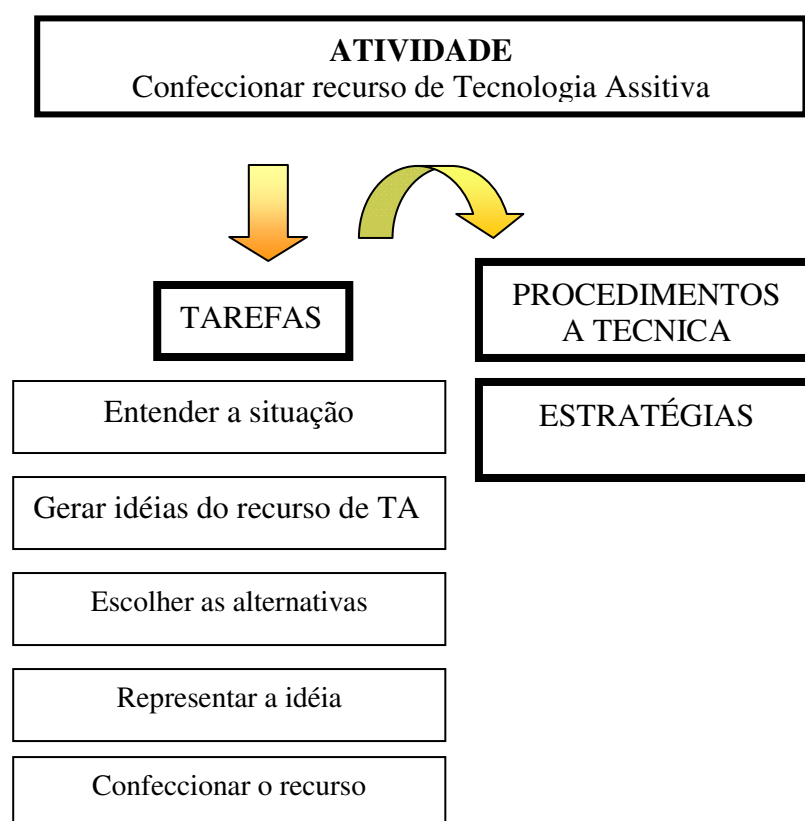 ATIVIDADE
Confeccionar recurso de Tecnologia Assitiva
TAREFAS
PROCEDIMENTOS
A TECNICA
ESTRATÉGIAS
Entender a situação
Gerar idéias do recurso de TA
Escolher as alternativas
Representar a idéia
Confeccionar o recurso